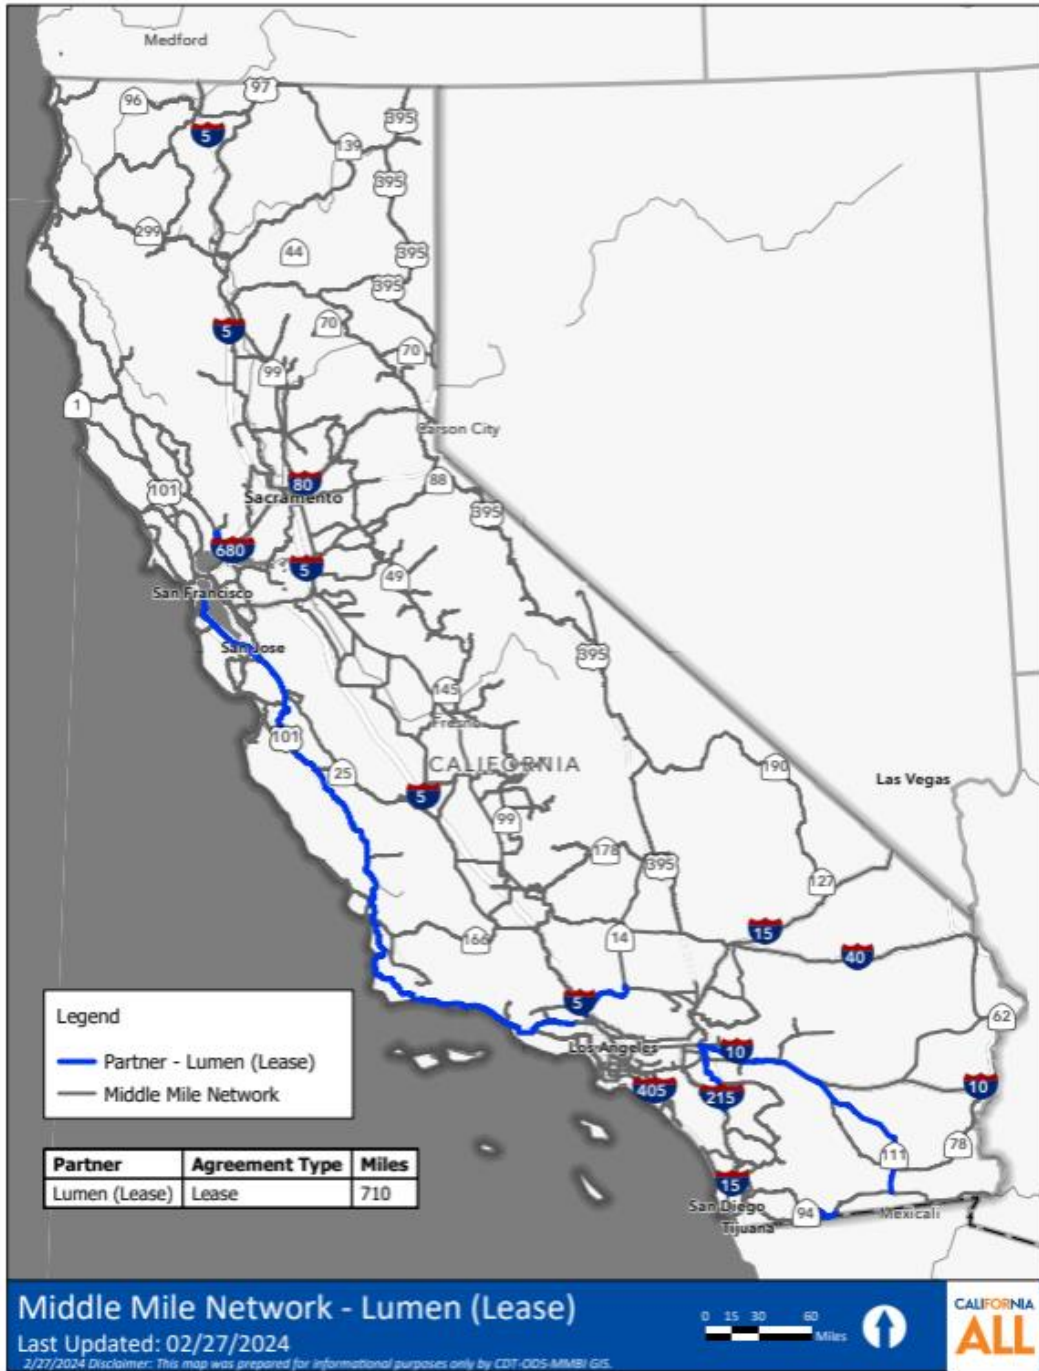 Medford
97
96
395
5
139
395
299
44
395
395
5
70
70
99
1
Carson City
80
88
101
Sacramento
395
680
5
49
San Francisco
San Jose
395
145
Fresno
101
CALIFORNIA
25
190
Las Vegas
5
99
178
395
127
14
15
166
40
5
62
Los Angeles
10
405
215
10
78
111
15
San Diego
94
Mexicali
Tijuana
Legend
Partner - Lumen (Lease)
Middle Mile Network
Partner Agreement Type Miles
Lumen (Lease) Lease 710
Middle Mile Network - Lumen (Lease)
Last Updated: 02/27/2024
2/27/2024 Disclaimer: This map was prepared for informational purposes only by CDT-ODS-MMBI GIS.
0 15 30 60
Miles
CALIFORNIA
ALL